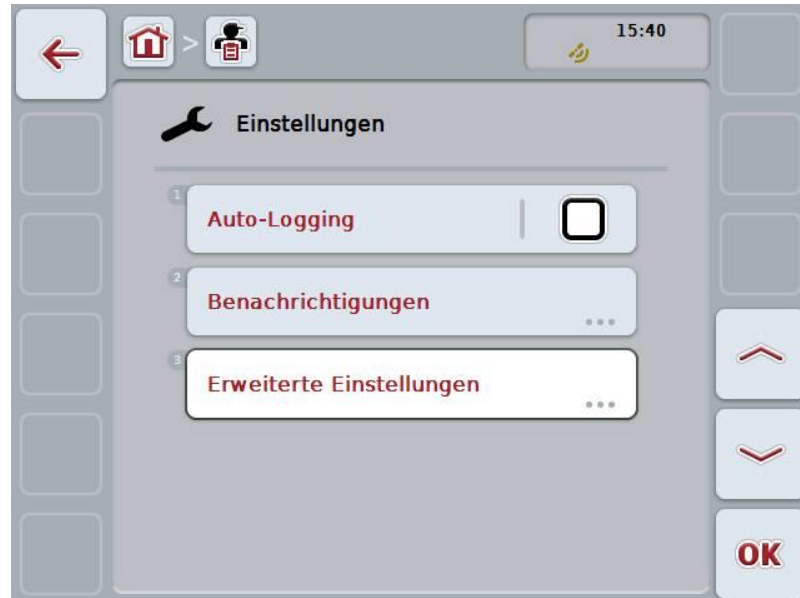 >
15:40
Einstellungen
1
Auto-Logging
2
Benachrichtigungen
...
3
Erweiterte Einstellungen
...
OK